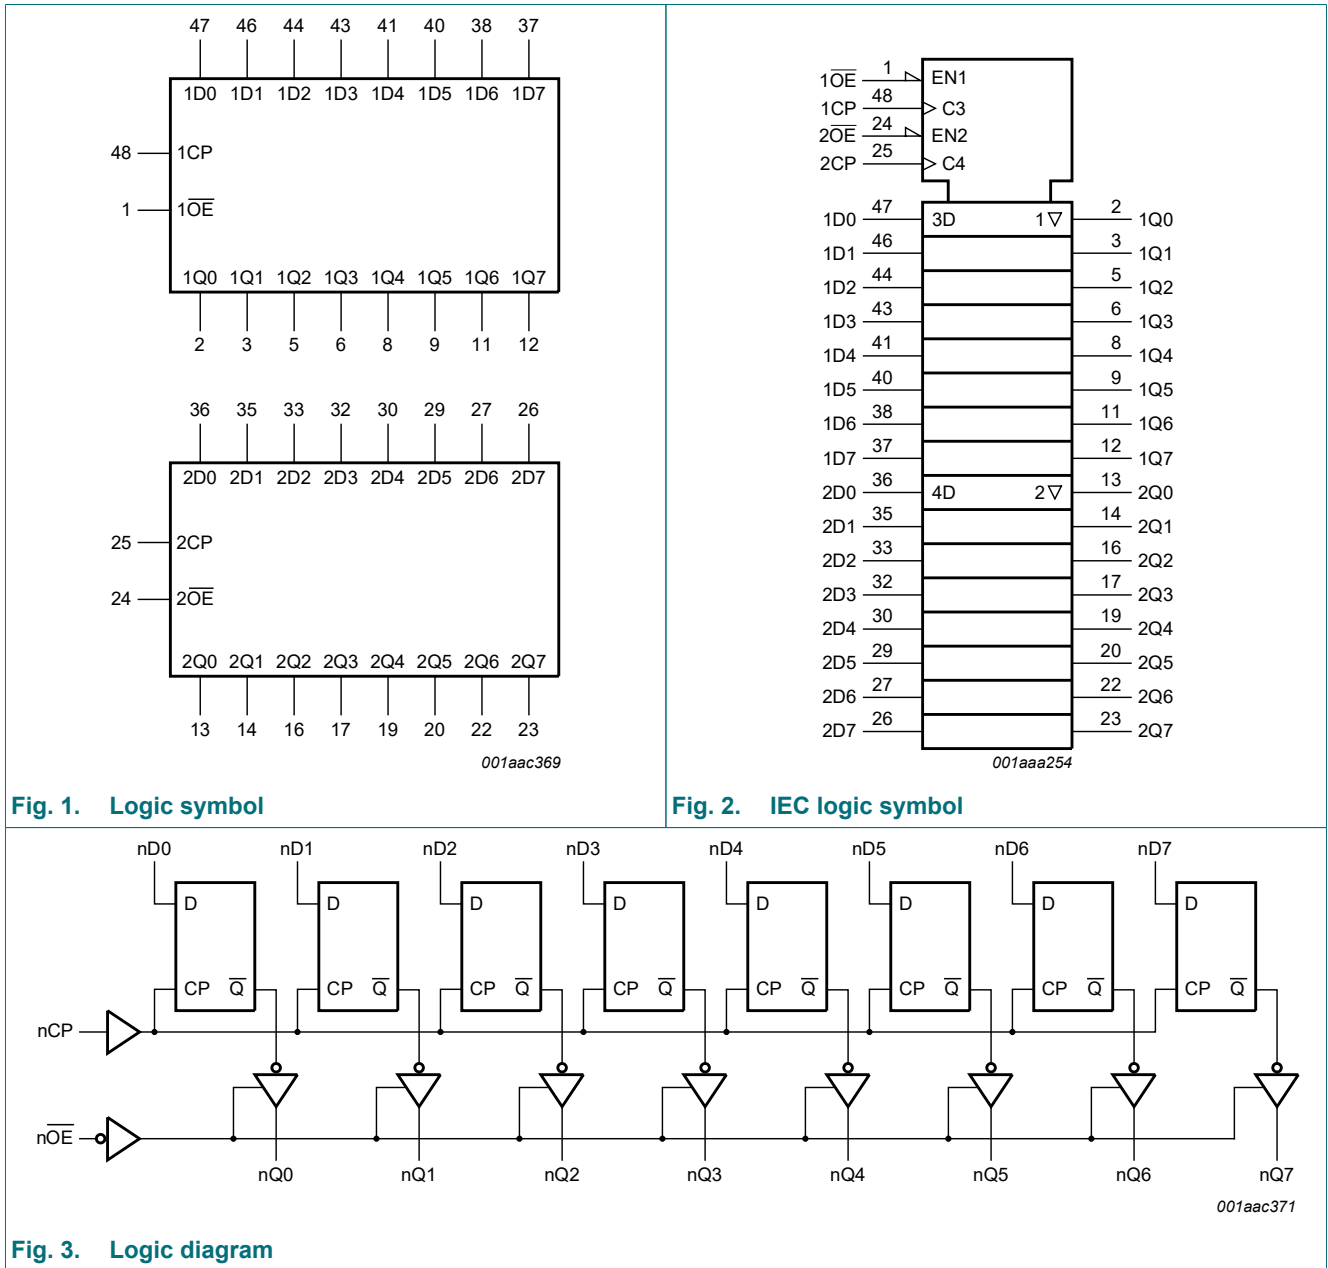 47 46 44 43 41 40 38 37
1D0 1D1 1D2 1D3 1D4 1D5 1D6 1D7
48 1CP
1 1O̅E̅
1Q0 1Q1 1Q2 1Q3 1Q4 1Q5 1Q6 1Q7
2 3 5 6 8 9 11 12
36 35 33 32 30 29 27 26
2D0 2D1 2D2 2D3 2D4 2D5 2D6 2D7
25 2CP
24 2O̅E̅
2Q0 2Q1 2Q2 2Q3 2Q4 2Q5 2Q6 2Q7
13 14 16 17 19 20 22 23
001aac369
Fig. 1. Logic symbol
1O̅E̅ 1 EN1
1CP 48 C3
2O̅E̅ 24 EN2
2CP 25 C4
1D0 47 3D 1▽ 2 1Q0
1D1 46 3 1Q1
1D2 44 5 1Q2
1D3 43 6 1Q3
1D4 41 8 1Q4
1D5 40 9 1Q5
1D6 38 11 1Q6
1D7 37 12 1Q7
2D0 36 4D 2▽ 13 2Q0
2D1 35 14 2Q1
2D2 33 16 2Q2
2D3 32 17 2Q3
2D4 30 19 2Q4
2D5 29 20 2Q5
2D6 27 22 2Q6
2D7 26 23 2Q7
001aaa254
Fig. 2. IEC logic symbol
nD0 nD1 nD2 nD3 nD4 nD5 nD6 nD7
D D D D D D D D
CP Q̅ CP Q̅ CP Q̅ CP Q̅ CP Q̅ CP Q̅ CP Q̅ CP Q̅
nCP
nO̅E̅
nQ0 nQ1 nQ2 nQ3 nQ4 nQ5 nQ6 nQ7
001aac371
Fig. 3. Logic diagram